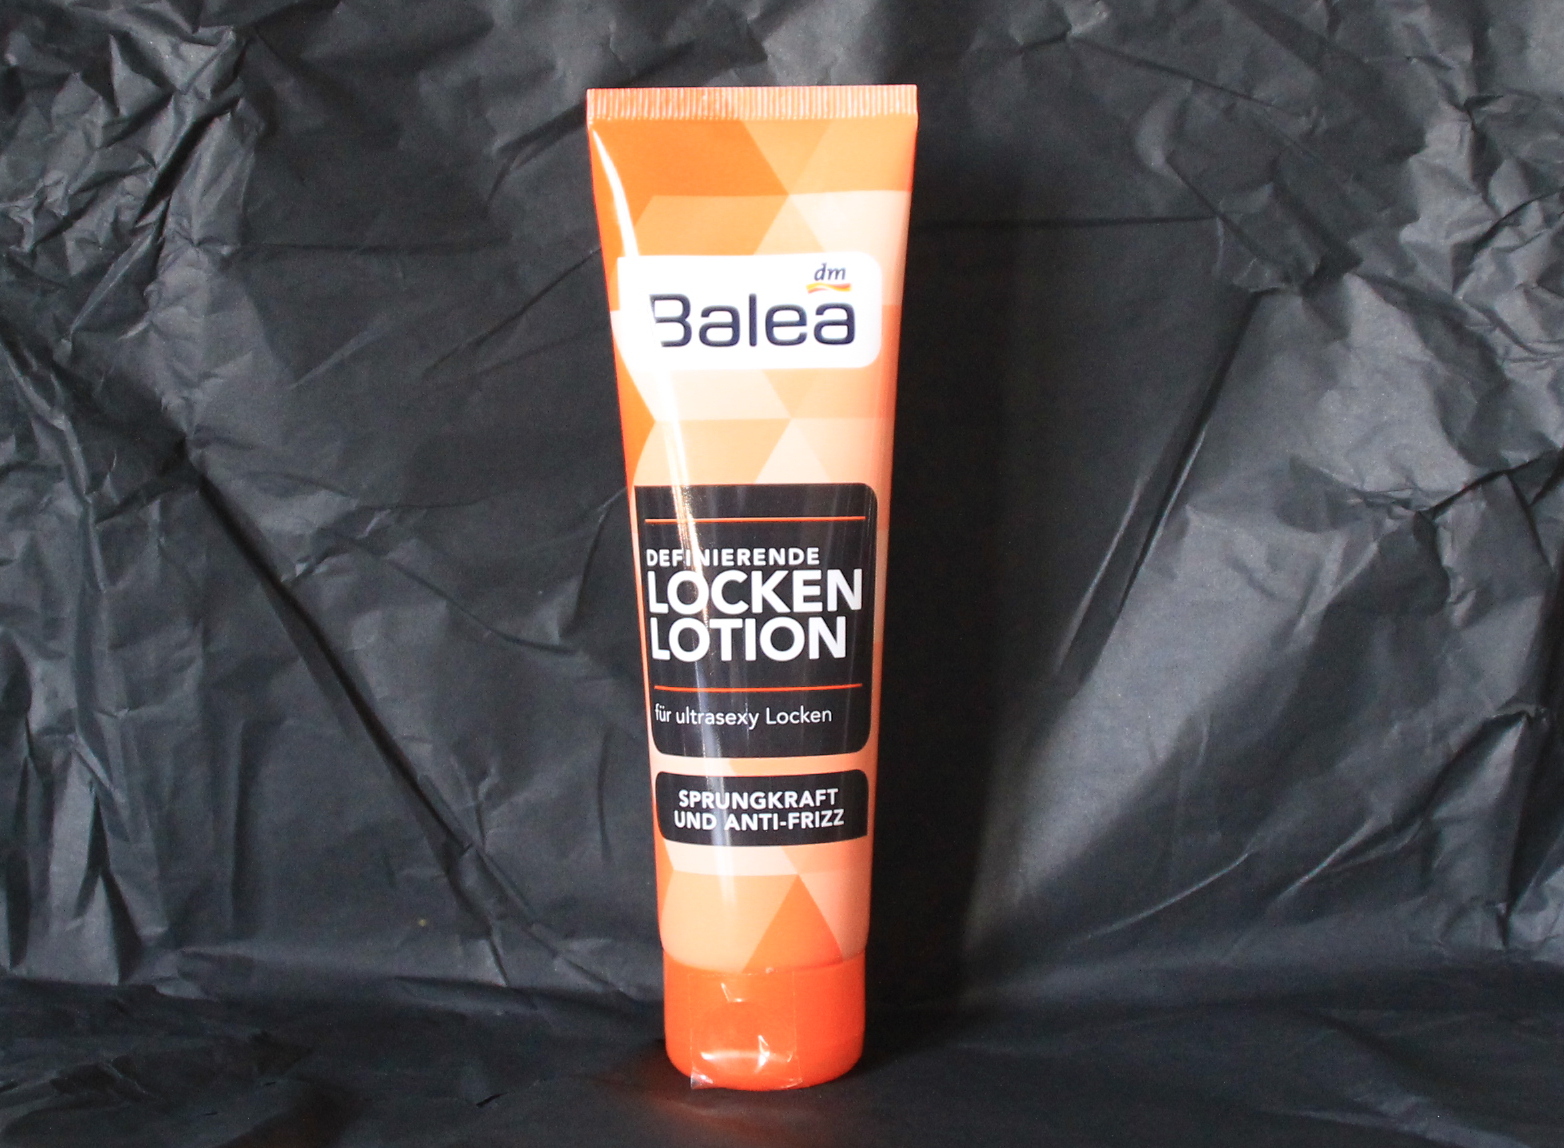 dm
Balea
DEFINIERENDE
LOCKEN
LOTION
für ultrasexy Locken
SPRUNGKRAFT
UND ANTI-FRIZZ